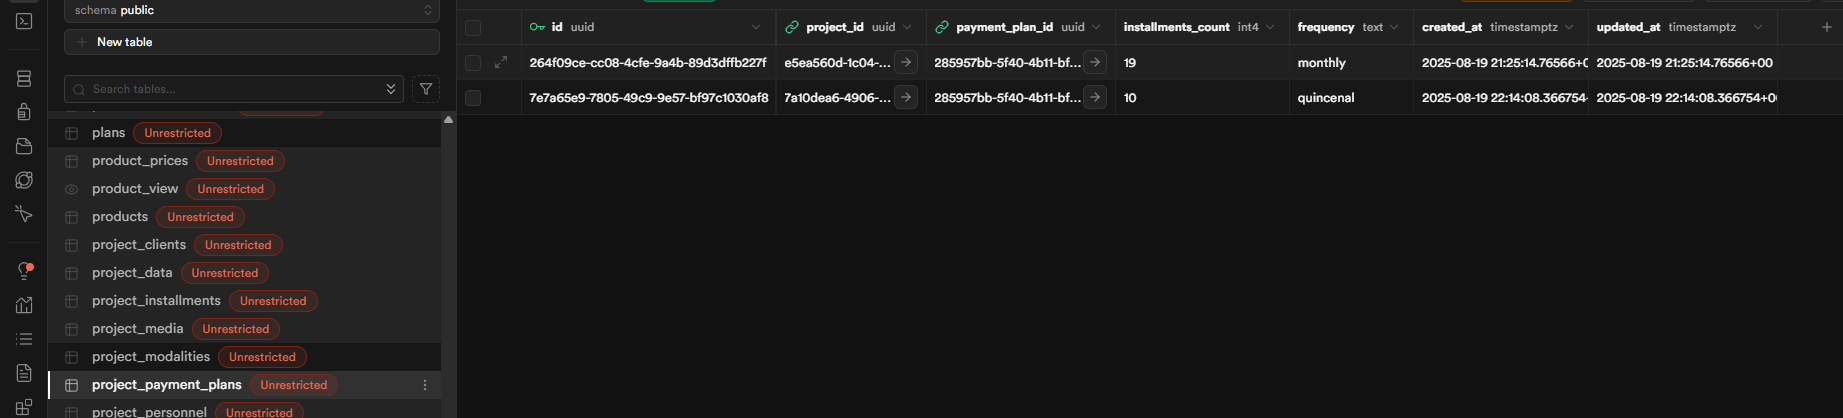 schema public
New table
Search tables...
plans Unrestricted
product_prices Unrestricted
product_view Unrestricted
products Unrestricted
project_clients Unrestricted
project_data Unrestricted
project_installments Unrestricted
project_media Unrestricted
project_modalities Unrestricted
project_payment_plans Unrestricted
project_personnel Unrestricted
id uuid project_id uuid payment_plan_id uuid installments_count int4 frequency text created_at timestamptz updated_at timestamptz
264f09ce-cc08-4cfe-9a4b-89d3dffb227f e5ea560d-1c04-... 285957bb-5f40-4b11-bf... 19 monthly 2025-08-19 21:25:14.76566+0 2025-08-19 21:25:14.76566+00
7e7a65e9-7805-49c9-9e57-bf97c1030af8 7a10dea6-4906-... 285957bb-5f40-4b11-bf... 10 quincenal 2025-08-19 22:14:08.366754+ 2025-08-19 22:14:08.366754+0